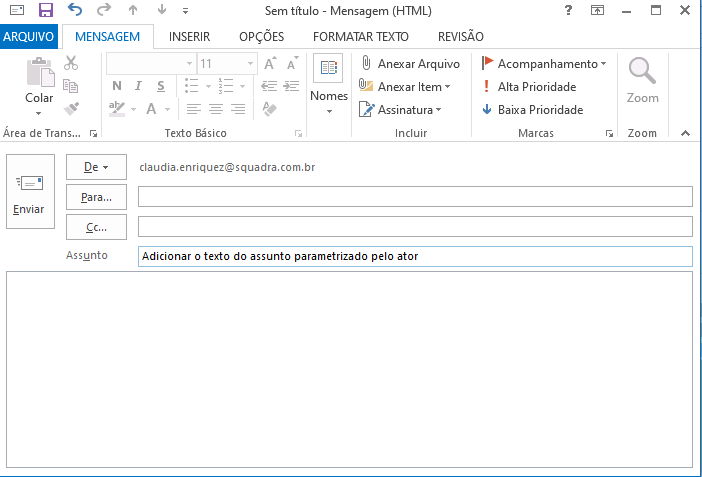 Sem título - Mensagem (HTML)
?
ARQUIVO MENSAGEM INSERIR OPÇÕES FORMATAR TEXTO REVISÃO
Colar
Área de Trans...
11 A A
N I S
ab A A
Texto Básico
Nomes
Anexar Arquivo
Anexar Item
Assinatura
Incluir
Acompanhamento
Alta Prioridade
Baixa Prioridade
Marcas
Zoom
Zoom
Enviar
De claudia.enriquez@squadra.com.br
Para...
Cc...
Assunto Adicionar o texto do assunto parametrizado pelo ator